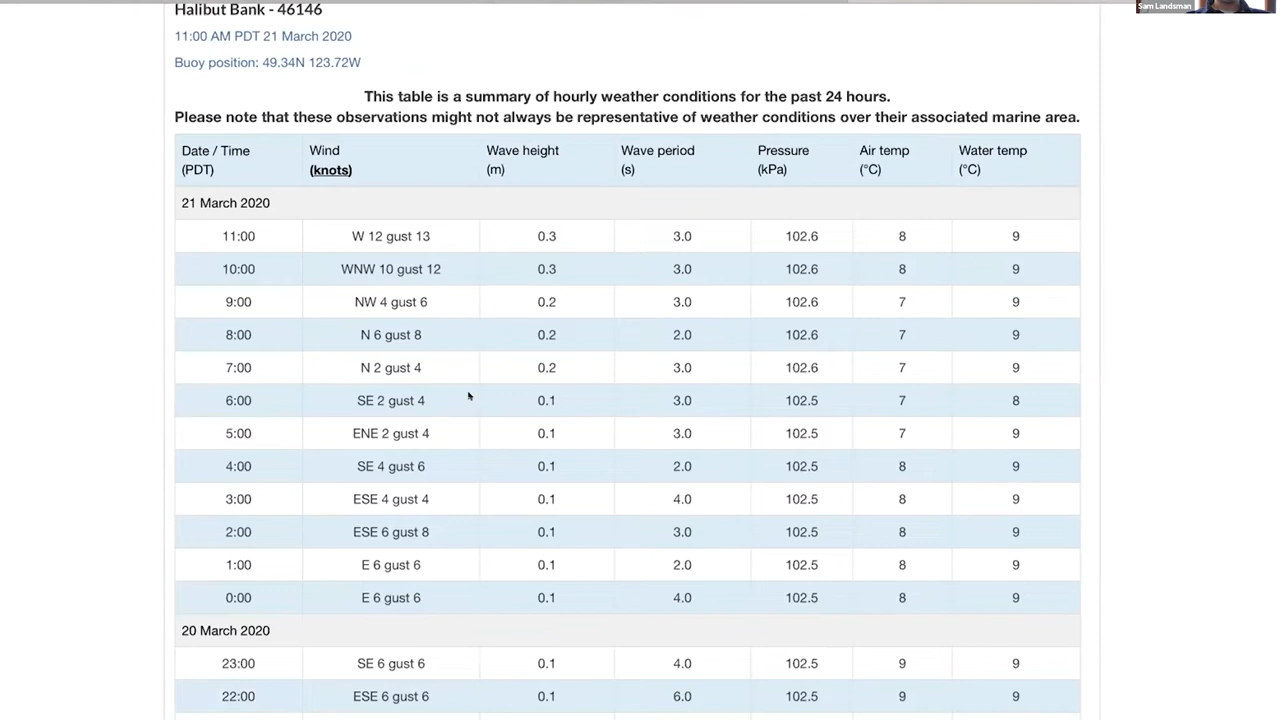 Sam Landsman
Halibut Bank - 46146
11:00 AM PDT 21 March 2020
Buoy position: 49.34N 123.72W
This table is a summary of hourly weather conditions for the past 24 hours.
Please note that these observations might not always be representative of weather conditions over their associated marine area.
Date / Time (PDT) Wind (knots) Wave height (m) Wave period (s) Pressure (kPa) Air temp (°C) Water temp (°C)
21 March 2020
11:00 W 12 gust 13 0.3 3.0 102.6 8 9
10:00 WNW 10 gust 12 0.3 3.0 102.6 8 9
9:00 NW 4 gust 6 0.2 3.0 102.6 7 9
8:00 N 6 gust 8 0.2 2.0 102.6 7 9
7:00 N 2 gust 4 0.2 3.0 102.6 7 9
6:00 SE 2 gust 4 0.1 3.0 102.5 7 8
5:00 ENE 2 gust 4 0.1 3.0 102.5 7 9
4:00 SE 4 gust 6 0.1 2.0 102.5 8 9
3:00 ESE 4 gust 4 0.1 4.0 102.5 8 9
2:00 ESE 6 gust 8 0.1 3.0 102.5 8 9
1:00 E 6 gust 6 0.1 2.0 102.5 8 9
0:00 E 6 gust 6 0.1 4.0 102.5 8 9
20 March 2020
23:00 SE 6 gust 6 0.1 4.0 102.5 9 9
22:00 ESE 6 gust 6 0.1 6.0 102.5 9 9